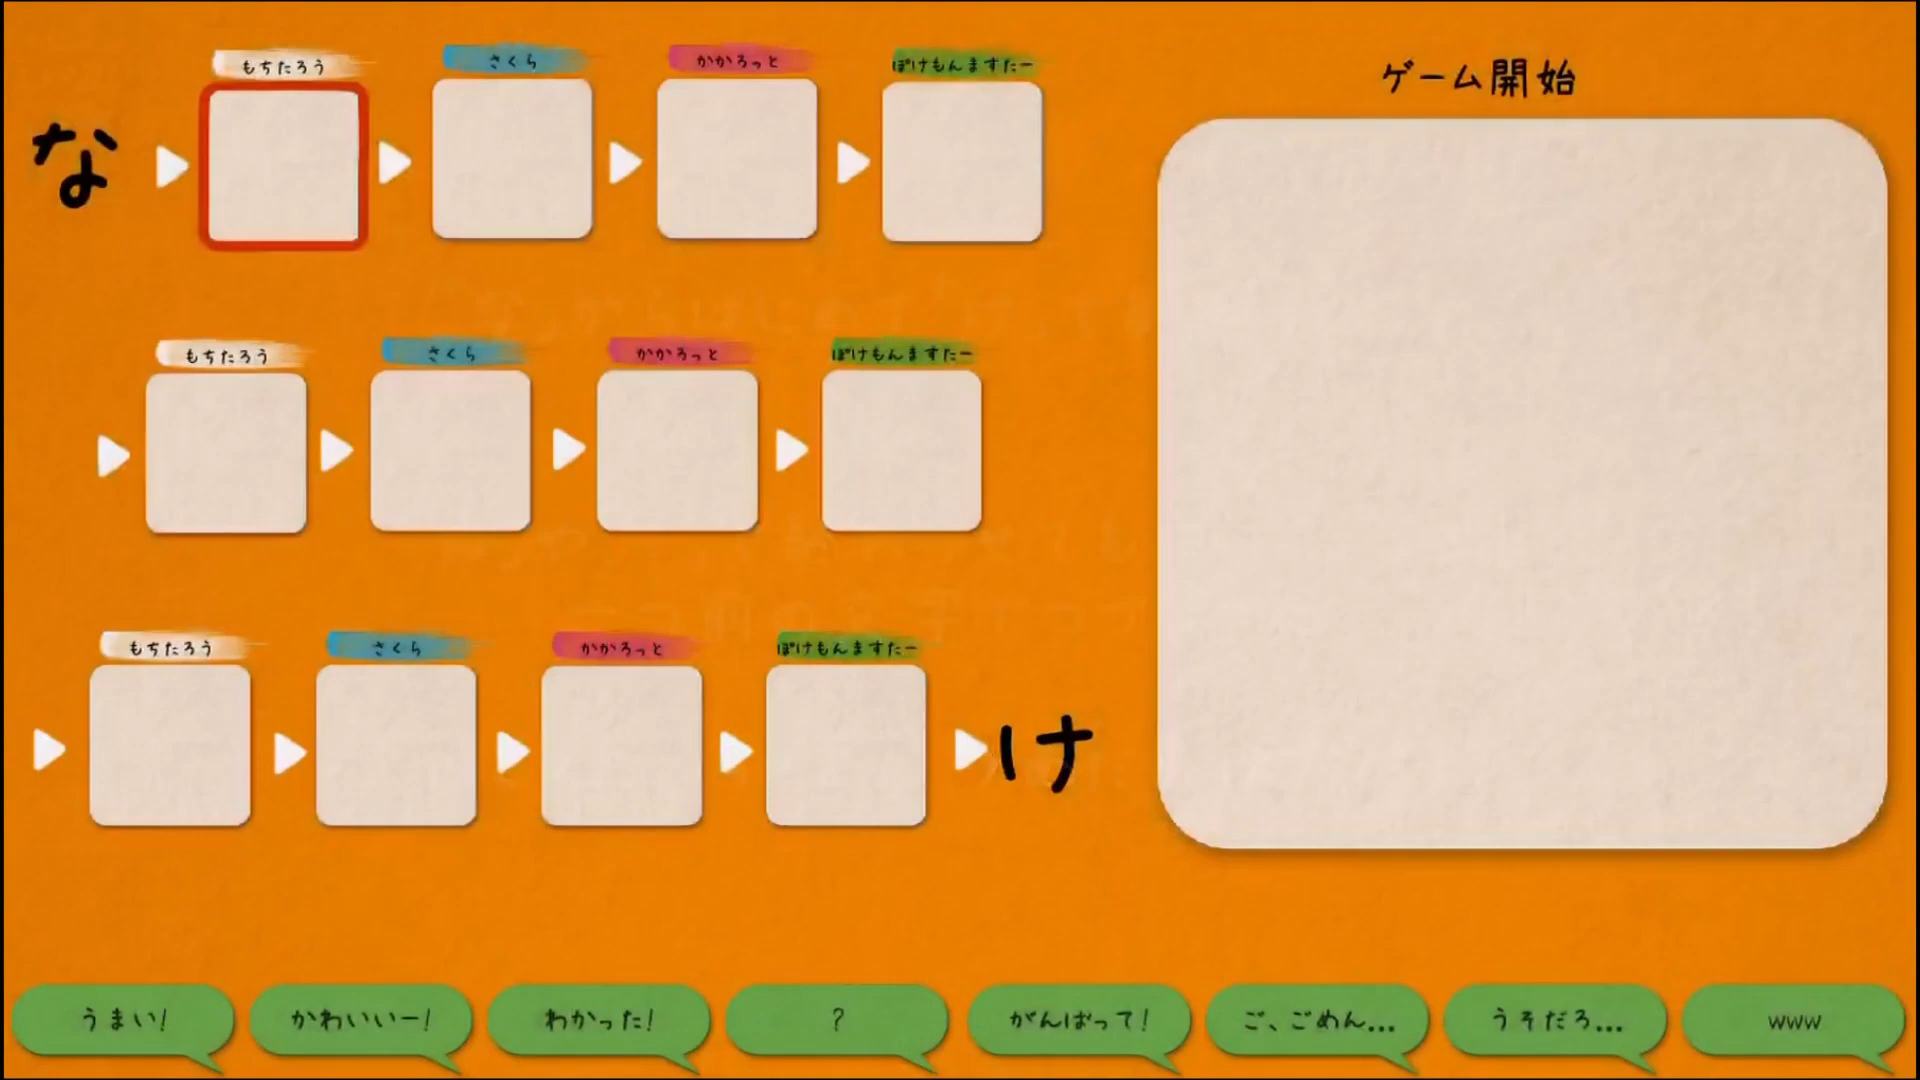 ゲーム開始
な
もちたろう
さくら
かかろっと
ぽけもんますたー
もちたろう
さくら
かかろっと
ぽけもんますたー
もちたろう
さくら
かかろっと
ぽけもんますたー
け
うまい!
かわいいー!
わかった!
?
がんばって!
ご、ごめん...
うそだろ...
www